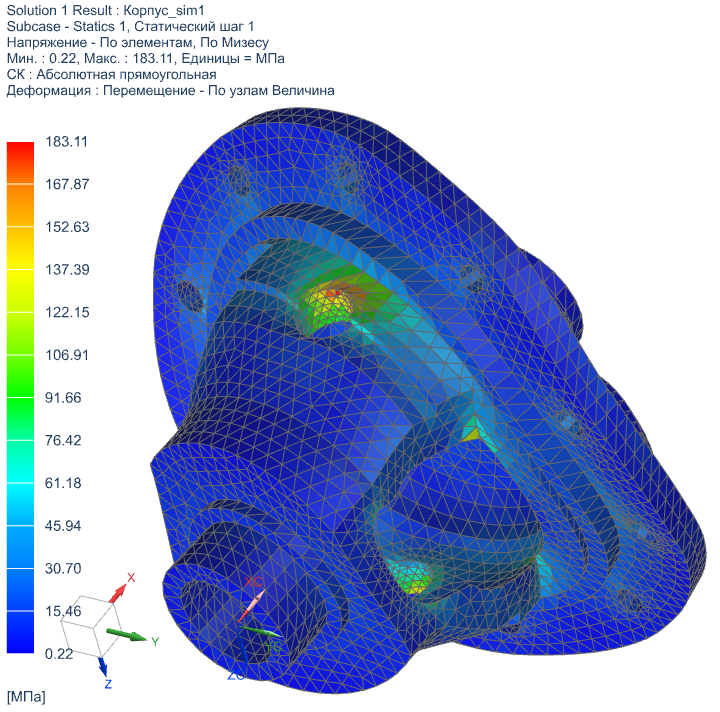 Solution 1 Result : Корпус_sim1
Subcase - Statics 1, Статический шаг 1
Напряжение - По элементам, По Мизесу
Мин. : 0.22, Макс. : 183.11, Единицы = МПа
СК : Абсолютная прямоугольная
Деформация : Перемещение - По узлам Величина
183.11
167.87
152.63
137.39
122.15
106.91
91.66
76.42
61.18
45.94
30.70
15.46
0.22
[МПа]
X
Y
Z
XC